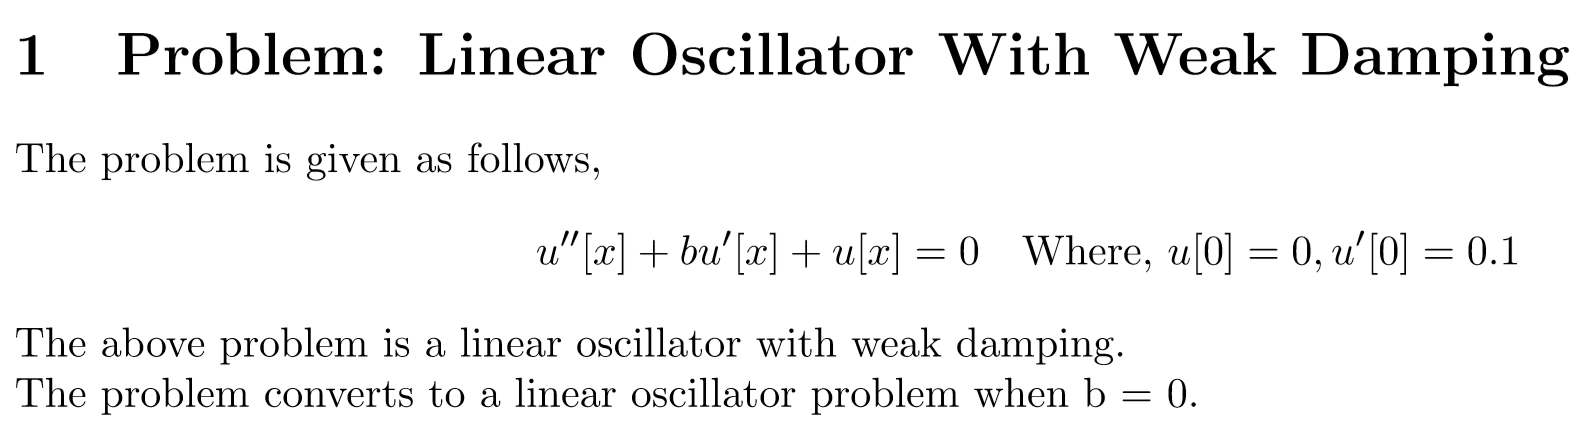 1 Problem: Linear Oscillator With Weak Damping
The problem is given as follows,
u''[x] + bu'[x] + u[x] = 0 Where, u[0] = 0, u'[0] = 0.1
The above problem is a linear oscillator with weak damping.
The problem converts to a linear oscillator problem when b = 0.